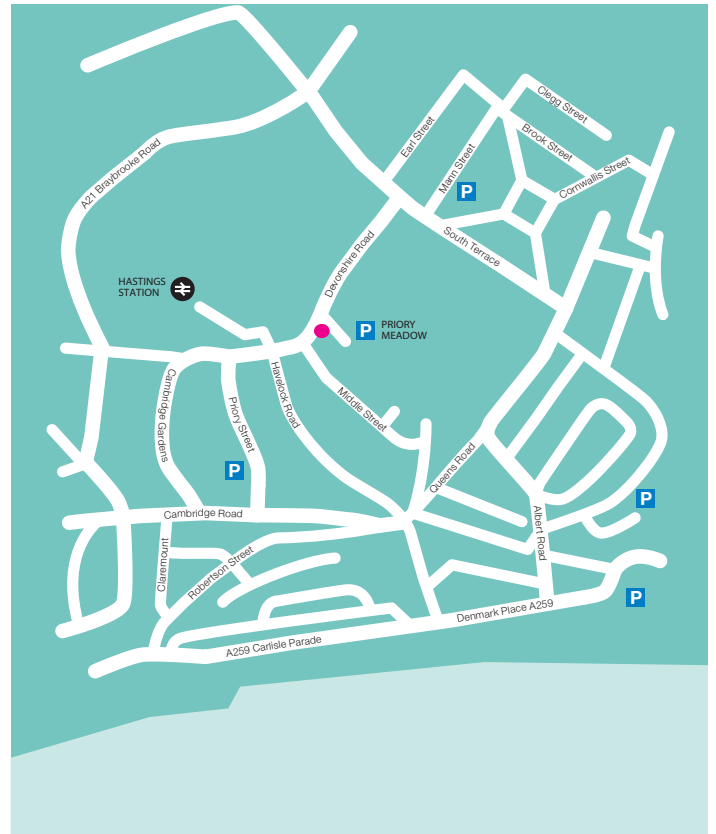 Clegg Street
Earl Street
Brook Street
A21 Braybrooke Road
Mann Street
Cornwallis Street
P
South Terrace
Devonshire Road
HASTINGS
STATION
P
PRIORY
MEADOW
Cambridge Gardens
Havelock Road
Priory Street
Middle Street
P
Queens Road
P
Cambridge Road
Albert Road
Claremount
Robertson Street
P
Denmark Place A259
A259 Carlisle Parade